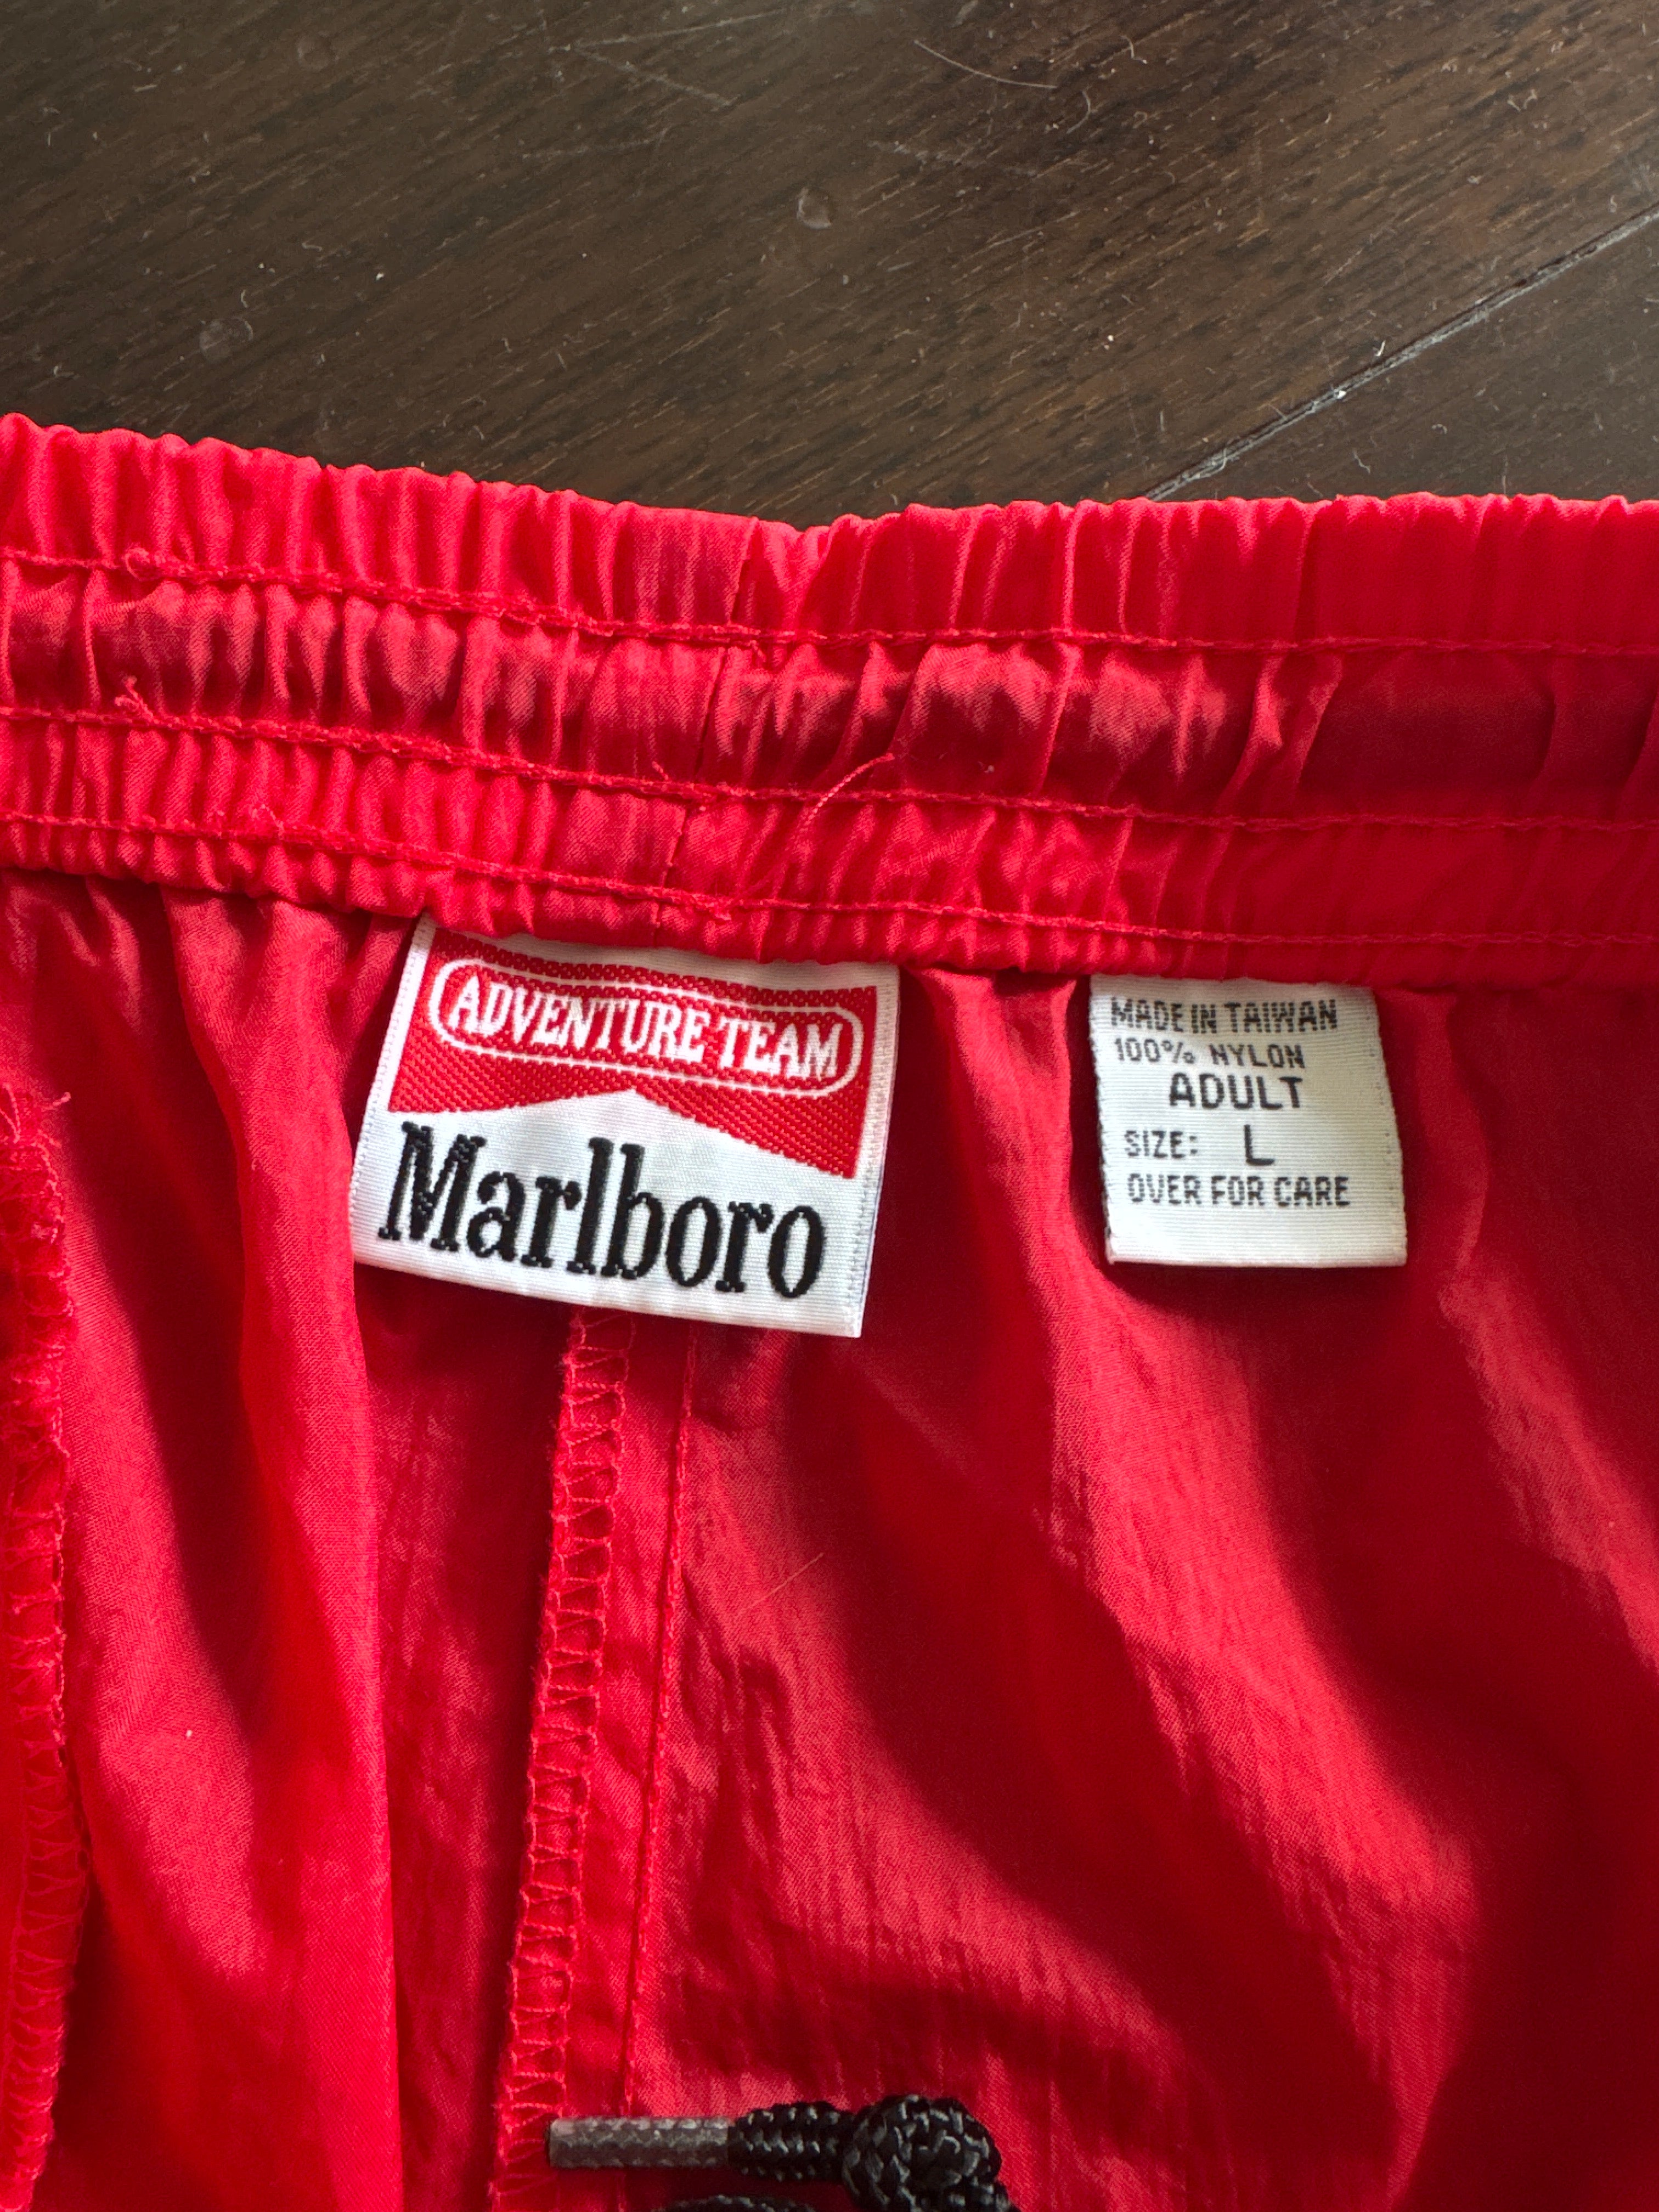 ADVENTURE TEAM
Marlboro
MADE IN TAIWAN
100% NYLON
ADULT
SIZE: L
OVER FOR CARE